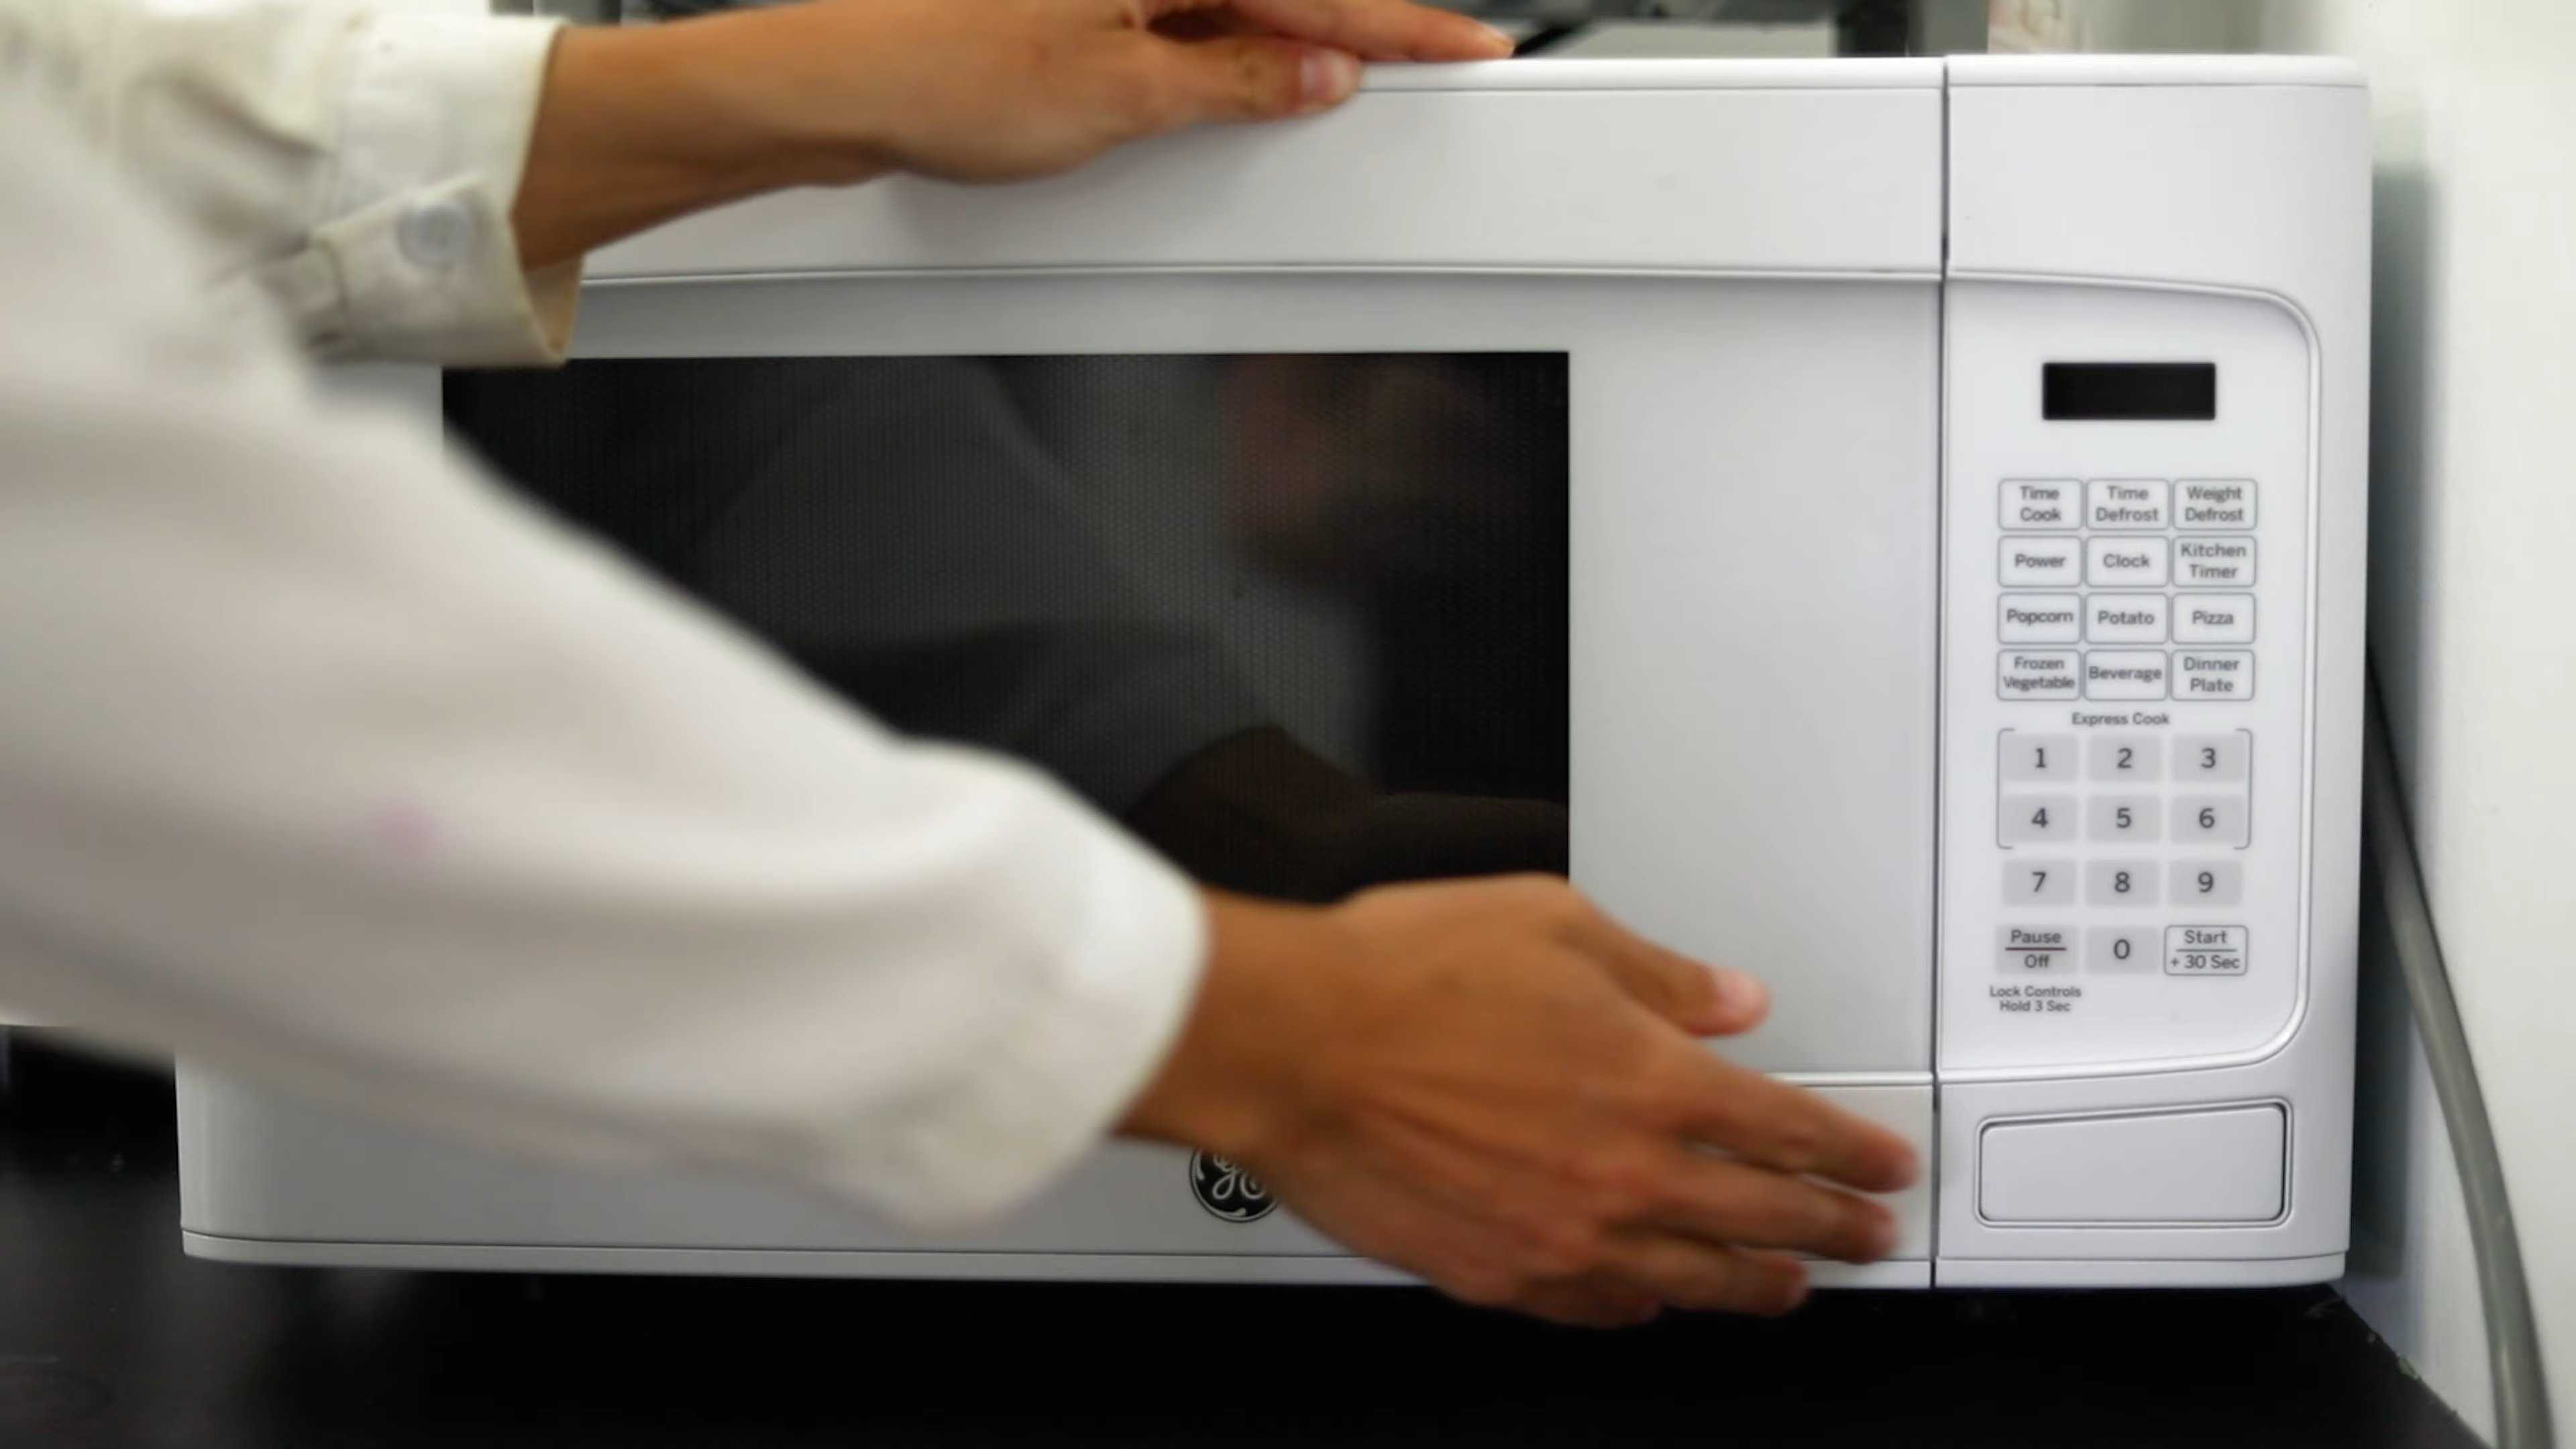 Time Cook
Time Defrost
Weight Defrost
Power
Clock
Kitchen Timer
Popcorn
Potato
Pizza
Frozen Vegetable
Beverage
Dinner Plate
Express Cook
1 2 3
4 5 6
7 8 9
Pause
Off
0
Start
+ 30 Sec
Lock Controls
Hold 3 Sec
GE